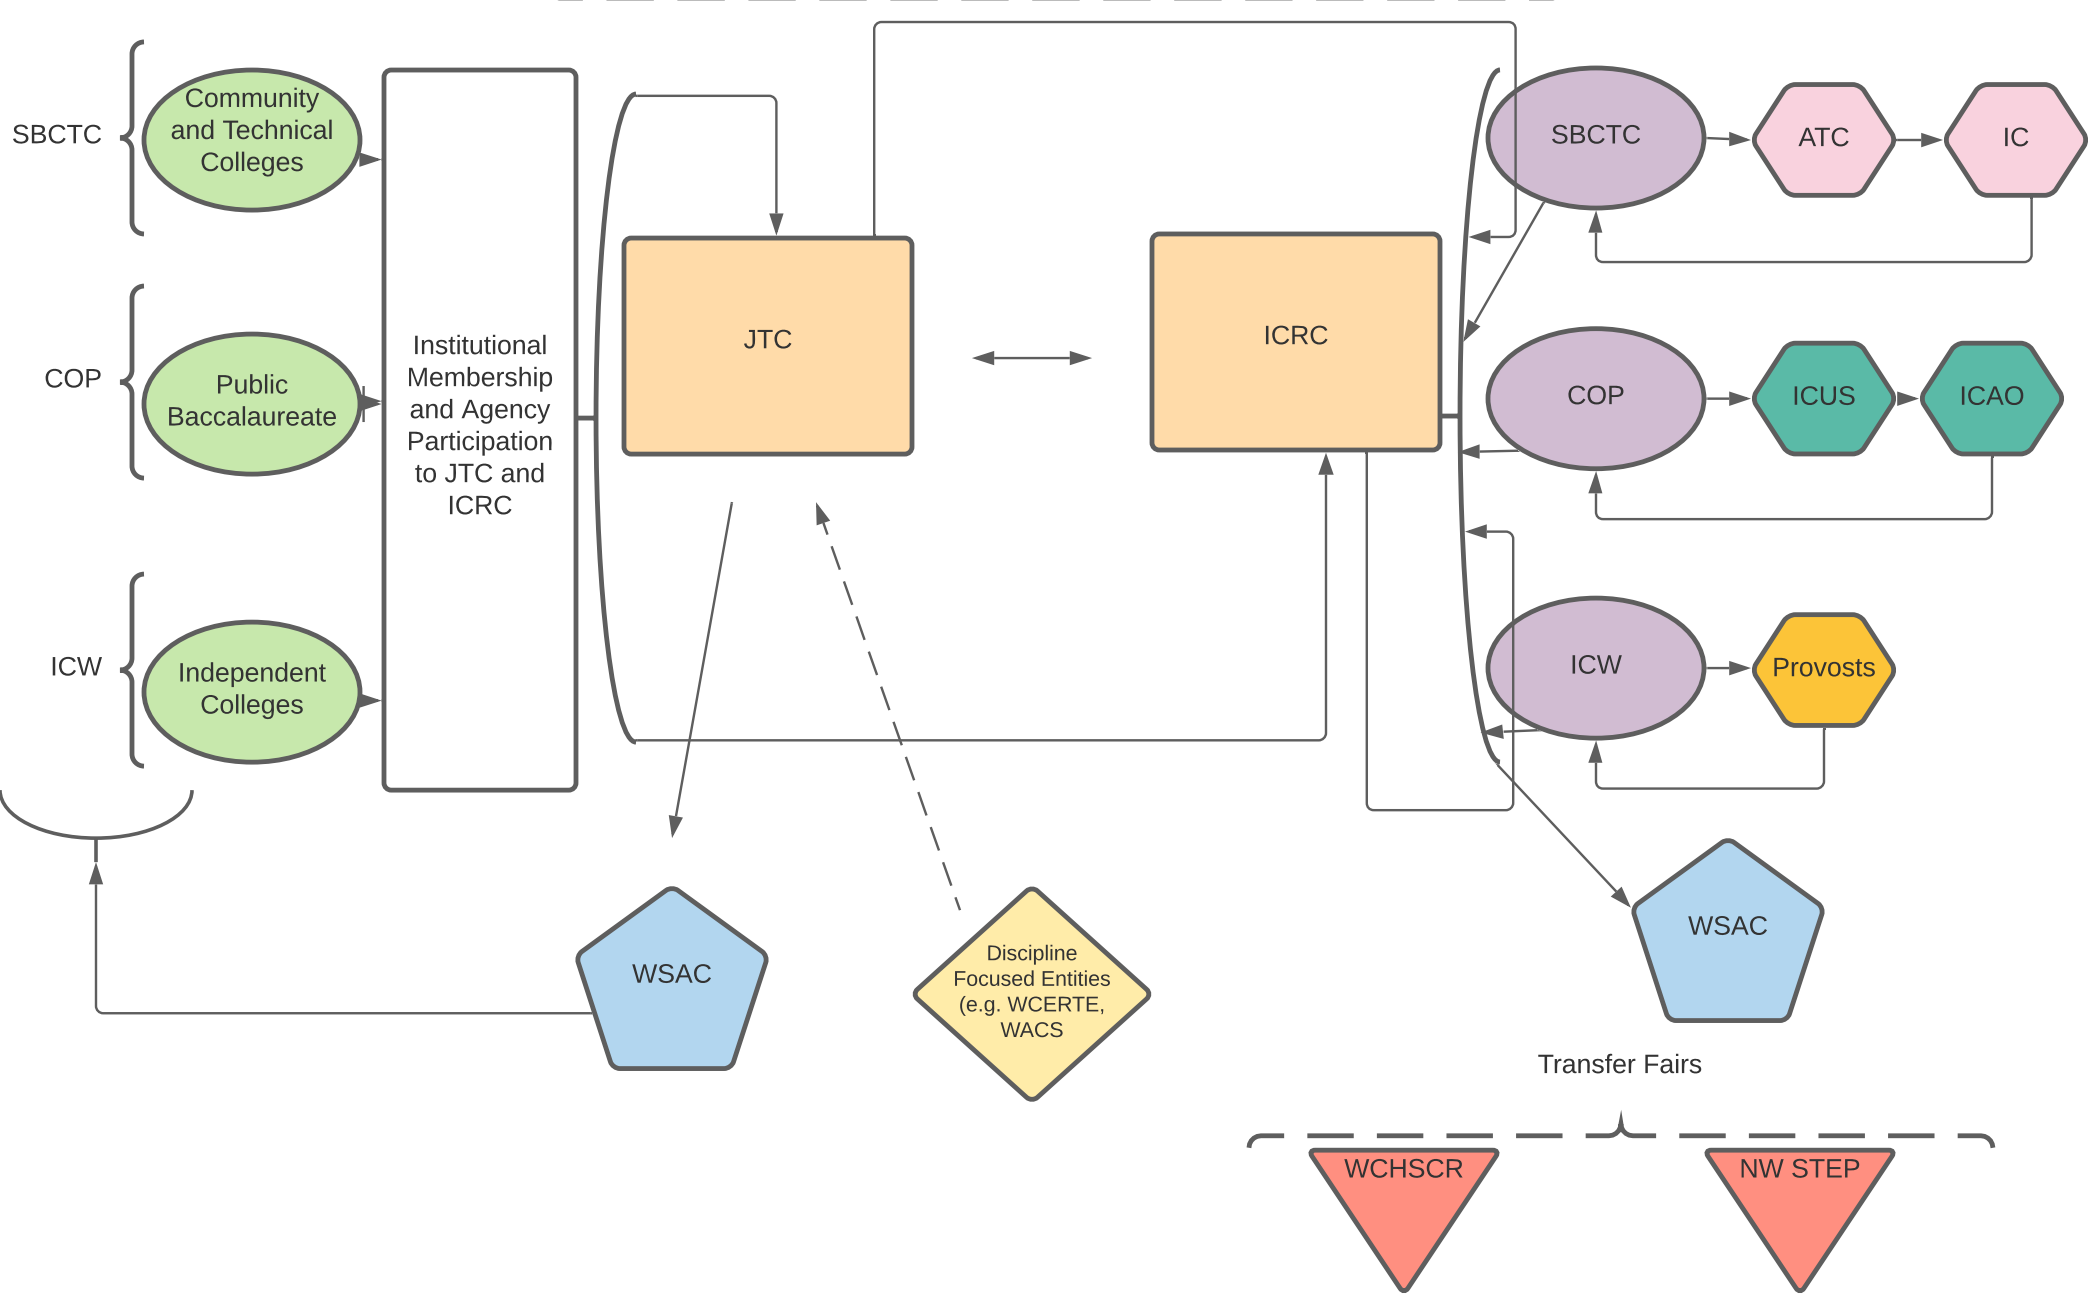 SBCTC
Community
and Technical
Colleges
COP
Public
Baccalaureate
ICW
Independent
Colleges
Institutional
Membership
and Agency
Participation
to JTC and
ICRC
JTC
ICRC
SBCTC
ATC
IC
COP
ICUS
ICAO
ICW
Provosts
WSAC
Discipline
Focused Entities
(e.g. WCERTE,
WACS
WSAC
Transfer Fairs
WCHSCR
NW STEP